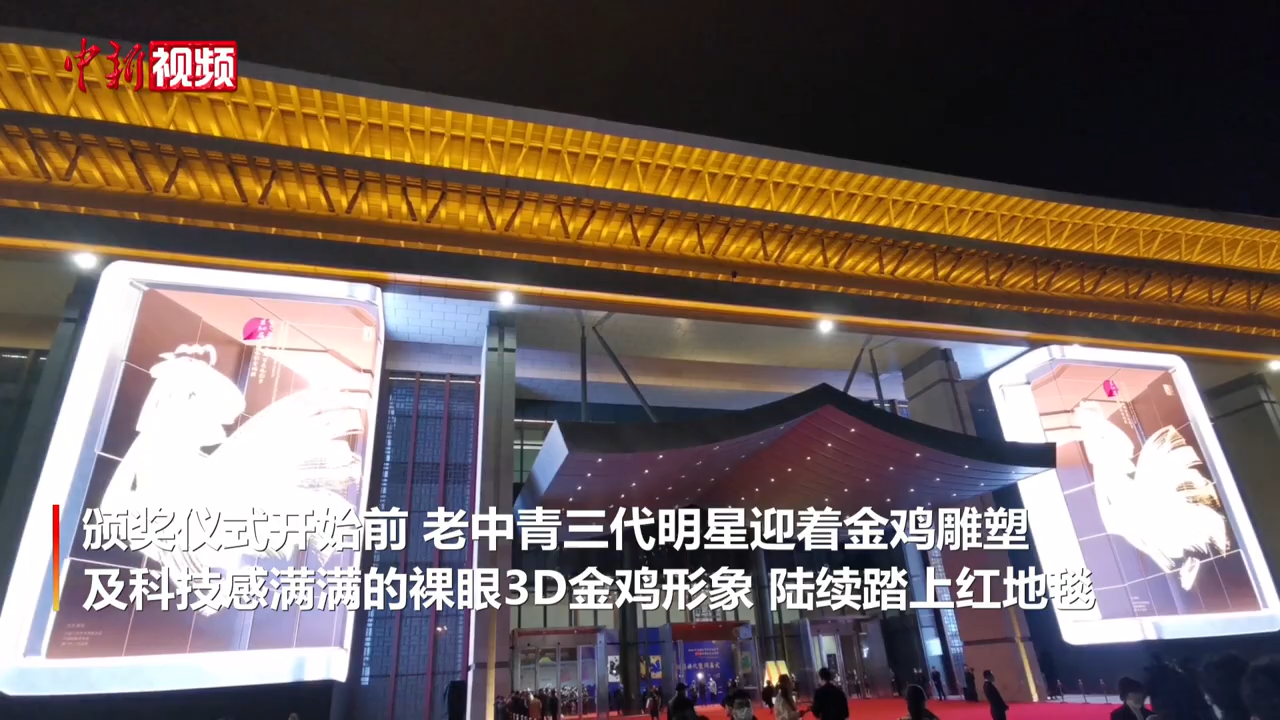 中新视频
颁奖仪式开始前 老中青三代明星迎着金鸡雕塑
及科技感满满的裸眼3D金鸡形象 陆续踏上红地毯